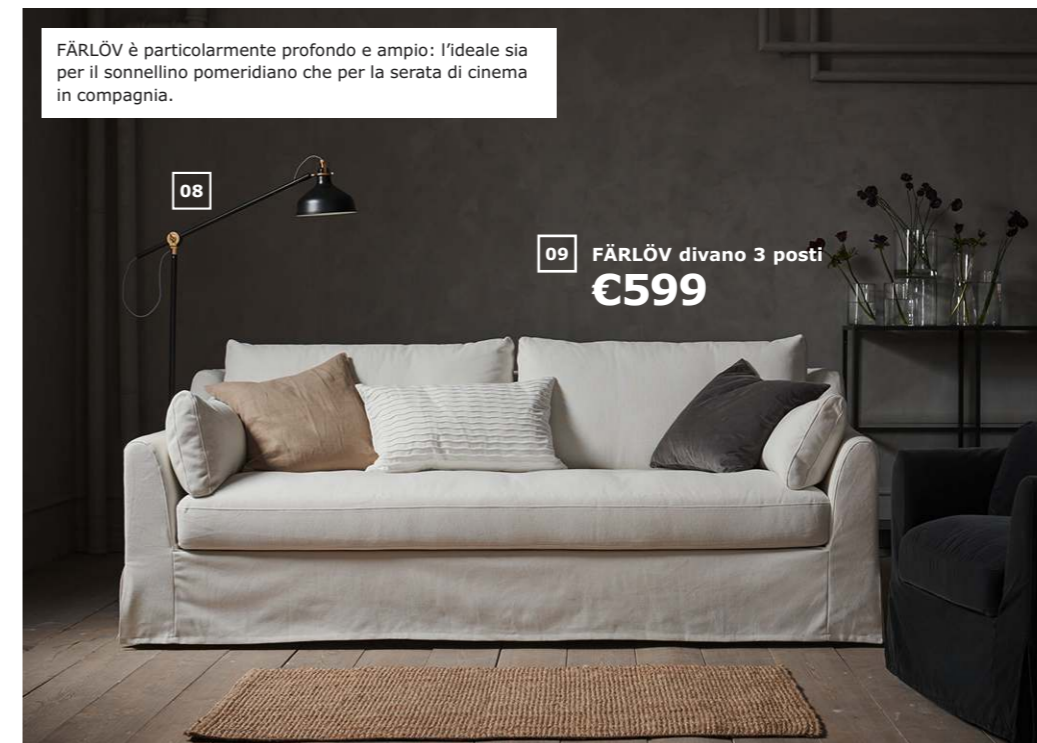 FÄRLÖV è particolarmente profondo e ampio: l’ideale sia
per il sonnellino pomeridiano che per la serata di cinema
in compagnia.
08
09 FÄRLÖV divano 3 posti
€599